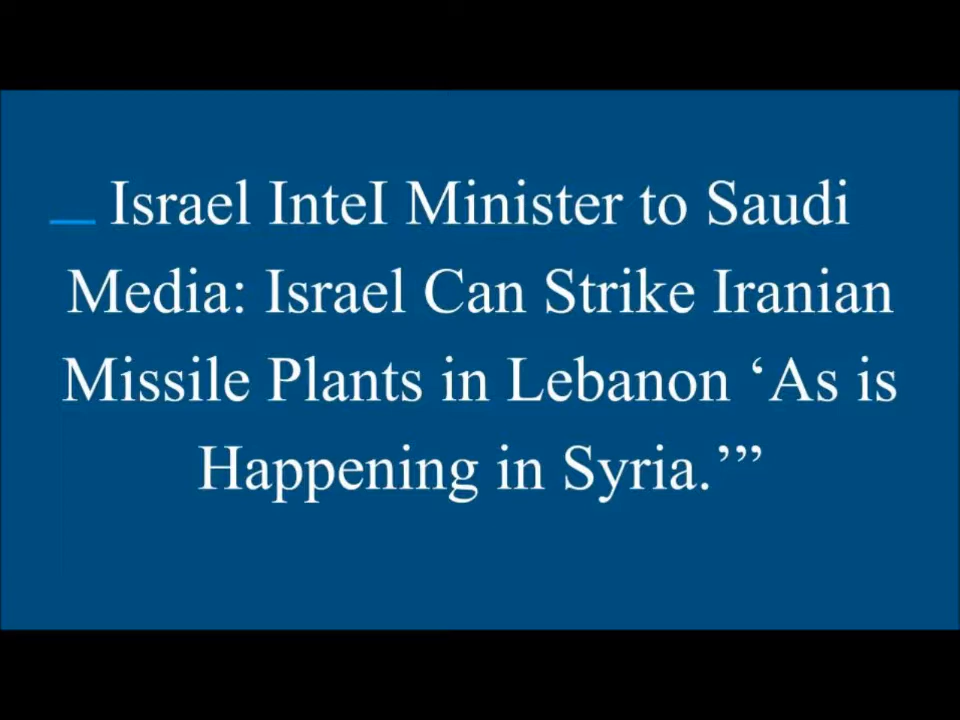 Israel Intel Minister to Saudi
Media: Israel Can Strike Iranian
Missile Plants in Lebanon ‘As is
Happening in Syria.’”